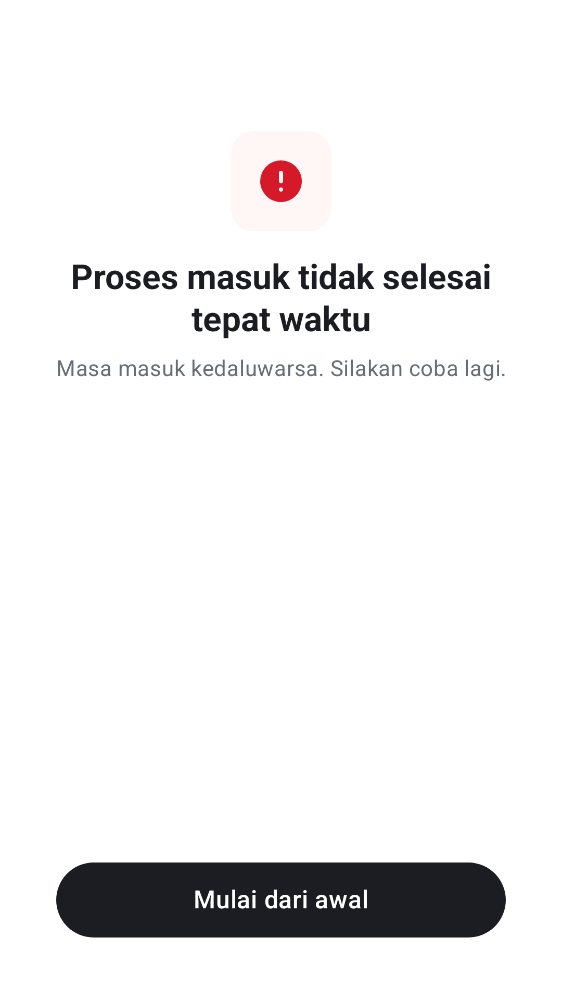 Proses masuk tidak selesai
tepat waktu
Masa masuk kedaluwarsa. Silakan coba lagi.
Mulai dari awal